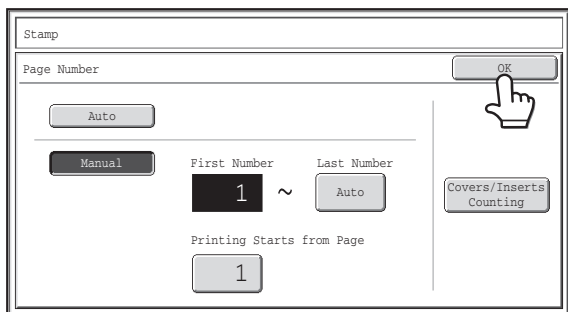 Stamp
Page Number
OK
Auto
Manual
First Number
Last Number
1
~
Auto
Covers/Inserts
Counting
Printing Starts from Page
1